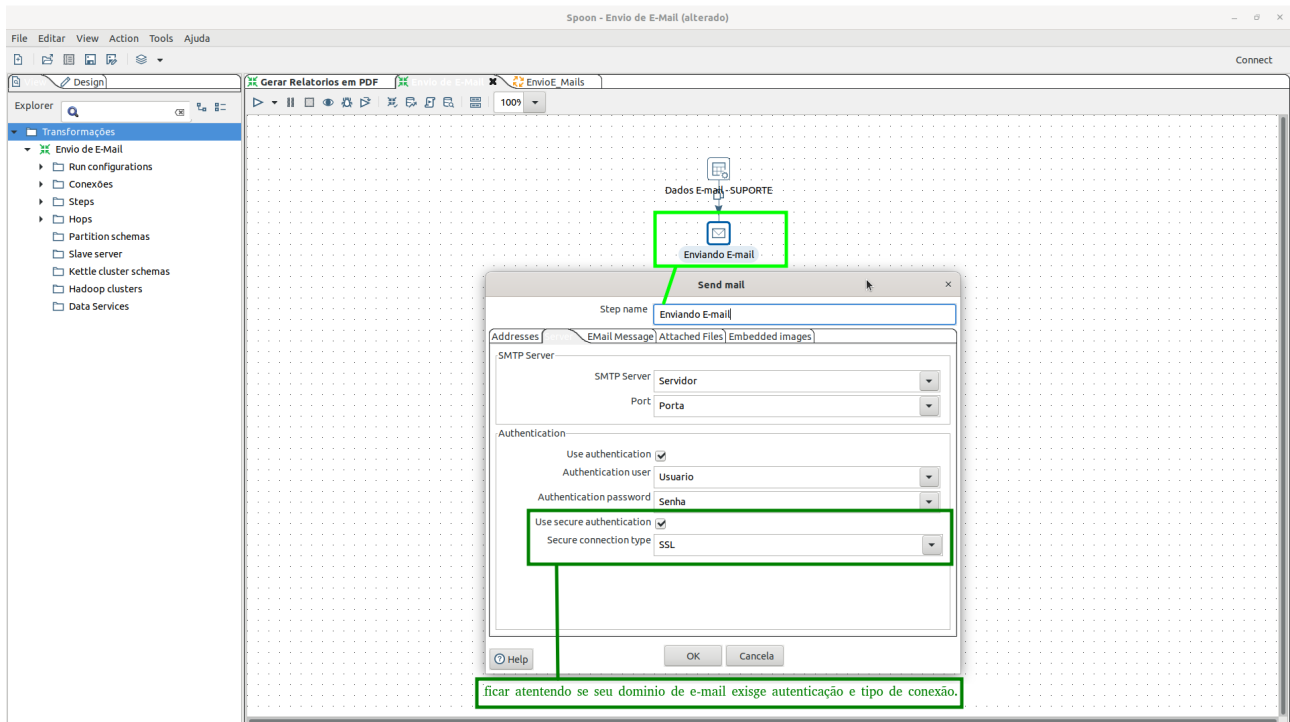 Spoon - Envio de E-Mail (alterado)
File Editar View Action Tools Ajuda
Connect
Design
Gerar Relatorios em PDF Envio de E-Mail EnvioE_Mails
Explorer
100%
Transformações
Envio de E-Mail
Run configurations
Conexões
Steps
Hops
Partition schemas
Slave server
Kettle cluster schemas
Hadoop clusters
Data Services
Dados E-mail - SUPORTE
Enviando E-mail
Send mail
Step name Enviando E-mail
Addresses Server EMail Message Attached Files Embedded images
SMTP Server
SMTP Server Servidor
Port Porta
Authentication
Use authentication
Authentication user Usuario
Authentication password Senha
Use secure authentication
Secure connection type SSL
Help OK Cancela
ficar atentendo se seu dominio de e-mail exisge autenticação e tipo de conexão.